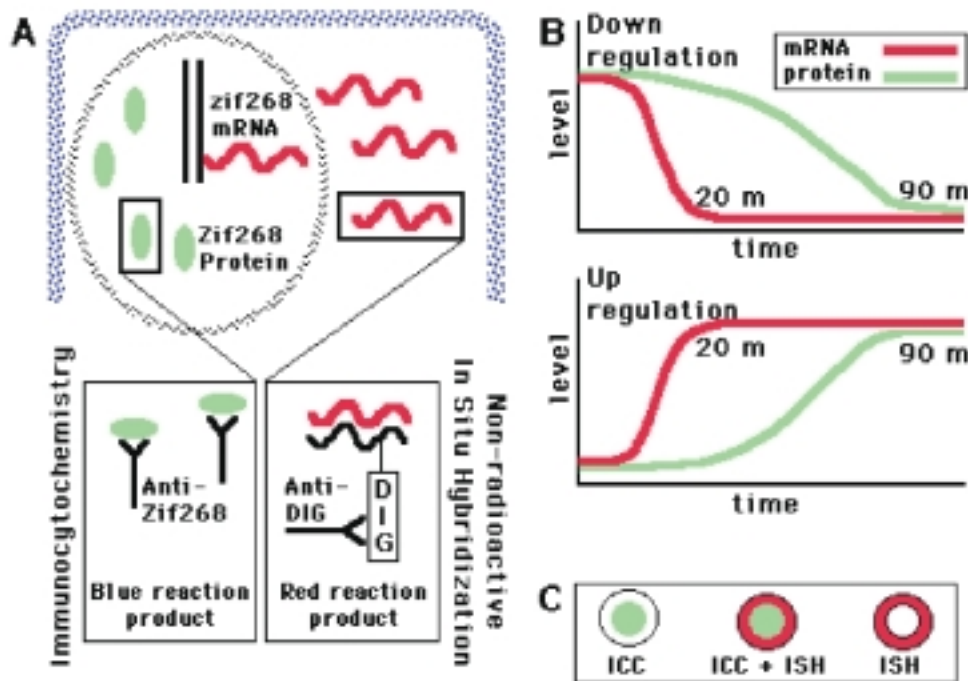 A
zif268
mRNA
Zif268
Protein
Immunocytochemistry
Anti-
Zif268
Blue reaction
product
Anti-
DIG
D
I
G
Red reaction
product
Non-radioactive
In Situ Hybridization
B
Down
regulation
mRNA
protein
level
20 m
90 m
time
Up
regulation
level
20 m
90 m
time
C
ICC
ICC + ISH
ISH